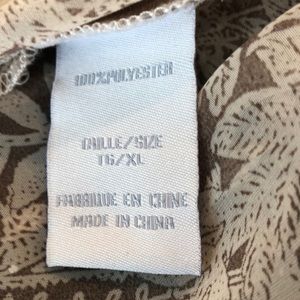 100% POLYESTER
TAILLE/SIZE
TG/XL
FABRIQUE EN CHINE
MADE IN CHINA